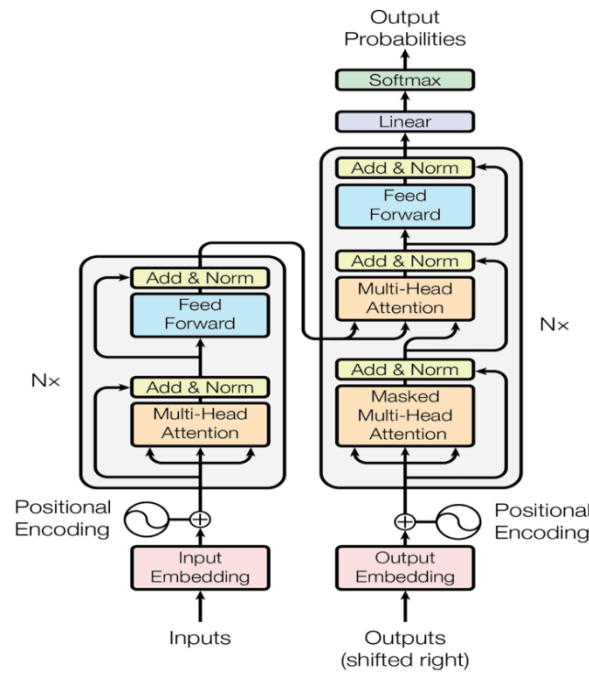 Output
Probabilities
Softmax
Linear
Add & Norm
Feed
Forward
Add & Norm
Multi-Head
Attention
Nx
Add & Norm
Masked
Multi-Head
Attention
Add & Norm
Feed
Forward
Nx
Add & Norm
Multi-Head
Attention
Positional
Encoding
Positional
Encoding
Input
Embedding
Output
Embedding
Inputs
Outputs
(shifted right)